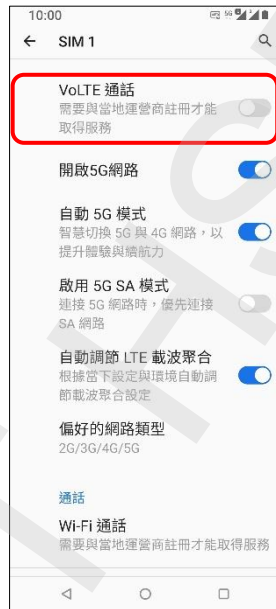 10:00
5G
SIM 1
VoLTE 通話
需要與當地運營商註冊才能
取得服務
開啟5G網路
自動 5G 模式
智慧切換 5G 與 4G 網路，以
提升體驗與續航力
啟用 5G SA 模式
連接 5G 網路時，優先連接
SA 網路
自動調節 LTE 載波聚合
根據當下設定與環境自動調
節載波聚合設定
偏好的網路類型
2G/3G/4G/5G
通話
Wi-Fi 通話
需要與當地運營商註冊才能取得服務